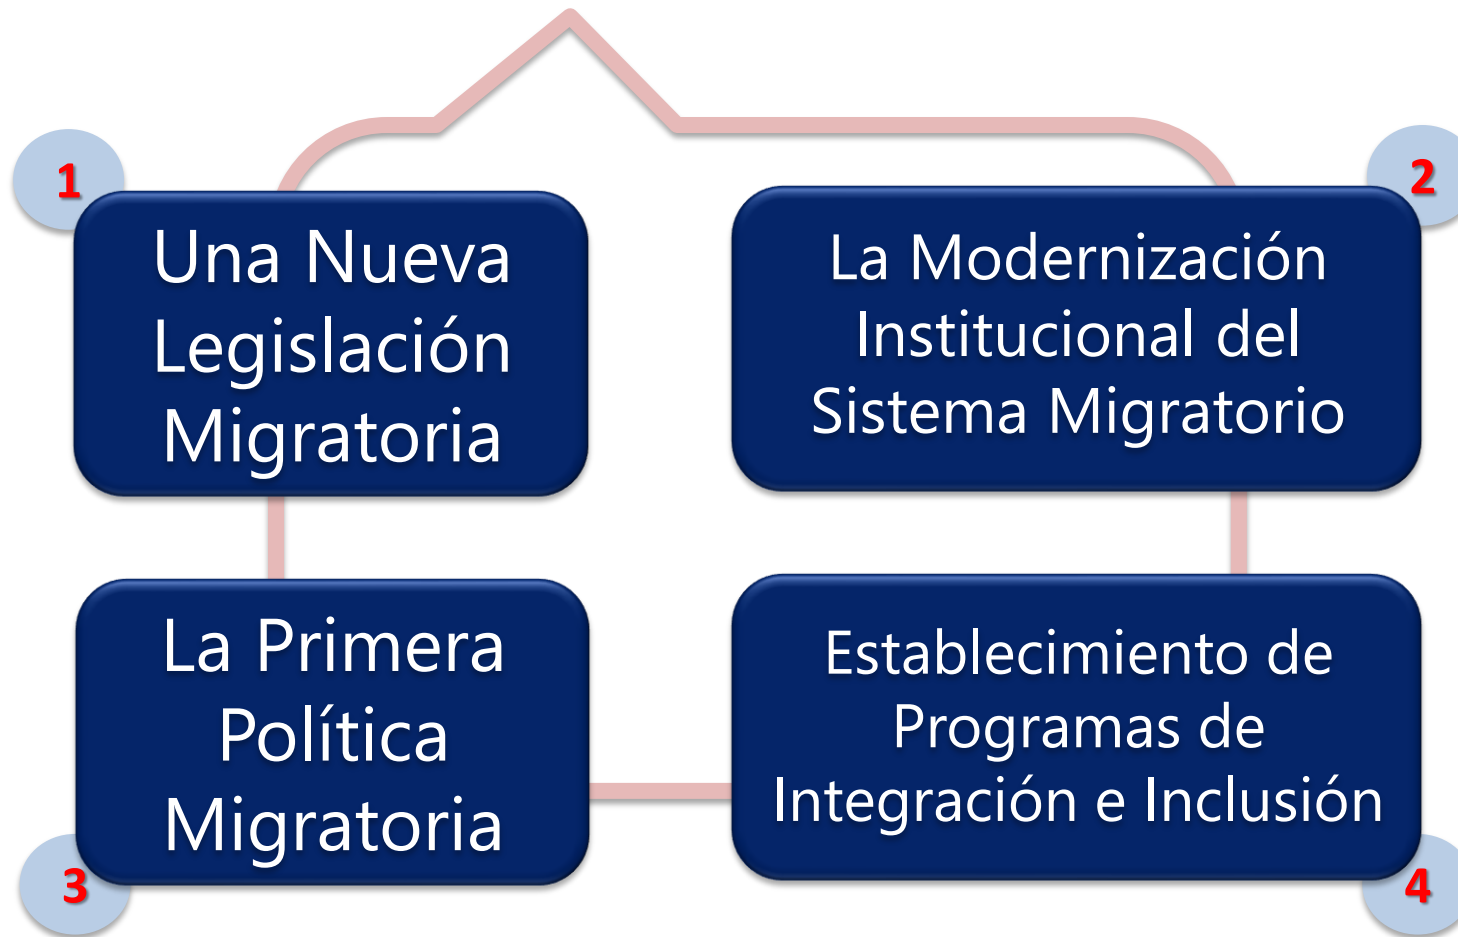 1
Una Nueva
Legislación
Migratoria
2
La Modernización
Institucional del
Sistema Migratorio
3
La Primera
Política
Migratoria
4
Establecimiento de
Programas de
Integración e Inclusión